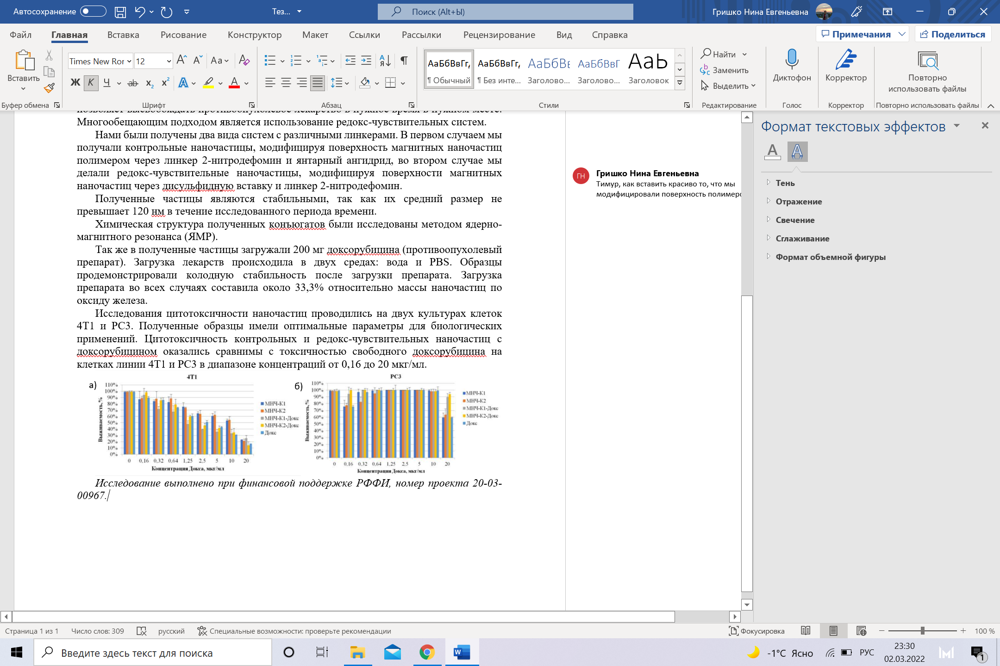 Автосохранение
Тез...
Поиск (Alt+Ы)
Гришко Нина Евгеньевна
Файл Главная Вставка Рисование Конструктор Макет Ссылки Рассылки Рецензирование Вид Справка
Примечания Поделиться
Вставить
Times New Ror 12
Ж К Ч ab x₂ x²
АаБбВвГг, АаБбВвГг, АаБбВв АаБбВвГ АаЬ
¶ Обычный ¶ Без инте... Заголово... Заголово... Заголовок
Найти
Заменить
Выделить
Диктофон
Корректор
Повторно
использовать файлы
Буфер обмена Шрифт Абзац Стили Редактирование Голос Корректор Повторно использовать файлы
позволяет высвобождать противоопухолевое лекарство в нужное время в нужном месте.
Многообещающим подходом является использование редокс-чувствительных систем.
Нами были получены два вида систем с различными линкерами. В первом случаем мы
получали контрольные наночастицы, модифицируя поверхность магнитных наночастиц
полимером через линкер 2-нитродефомин и янтарный ангидрид, во втором случае мы
делали редокс-чувствительные наночастицы, модифицируя поверхности магнитных
наночастиц через дисульфидную вставку и линкер 2-нитродефомин.
Полученные частицы являются стабильными, так как их средний размер не
превышает 120 нм в течение исследованного периода времени.
Химическая структура полученных конъюгатов были исследованы методом ядерно-
магнитного резонанса (ЯМР).
Так же в полученные частицы загружали 200 мг доксорубицина (противоопухолевый
препарат). Загрузка лекарств происходила в двух средах: вода и PBS. Образцы
продемонстрировали колодную стабильность после загрузки препарата. Загрузка
препарата во всех случаях составила около 33,3% относительно массы наночастиц по
оксиду железа.
Исследования цитотоксичности наночастиц проводились на двух культурах клеток
4T1 и PC3. Полученные образцы имели оптимальные параметры для биологических
применений. Цитотоксичность контрольных и редокс-чувствительных наночастиц с
доксорубицином оказались сравнимы с токсичностью свободного доксорубицина на
клетках линии 4T1 и PC3 в диапазоне концентраций от 0,16 до 20 мкг/мл.
а)
4T1
110%
100%
90%
80%
70%
60%
50%
40%
30%
20%
10%
0%
Выживаемость,%
0 0,16 0,32 0,64 1,25 2,5 5 10 20
Концентрация Докса, мкг/мл
МНЧ-К1
МНЧ-К2
МНЧ-К1-Докс
МНЧ-К2-Докс
Докс
б)
PC3
110%
100%
90%
80%
70%
60%
50%
40%
30%
20%
10%
0%
Выживаемость,%
0 0,16 0,32 0,64 1,25 2,5 5 10 20
Концентрация Докса, мкг/мл
МНЧ-К1
МНЧ-К2
МНЧ-К1-Докс
МНЧ-К2-Докс
Докс
Исследование выполнено при финансовой поддержке РФФИ, номер проекта 20-03-
00967.
ГН
Гришко Нина Евгеньевна
Тимур, как вставить красиво то, что мы
модифицировали поверхность полимеро
Формат текстовых эффектов
Тень
Отражение
Свечение
Сглаживание
Формат объемной фигуры
Страница 1 из 1 Число слов: 309 русский Специальные возможности: проверьте рекомендации Фокусировка 100 %
Введите здесь текст для поиска
-1°C Ясно РУС
23:30
02.03.2022
1